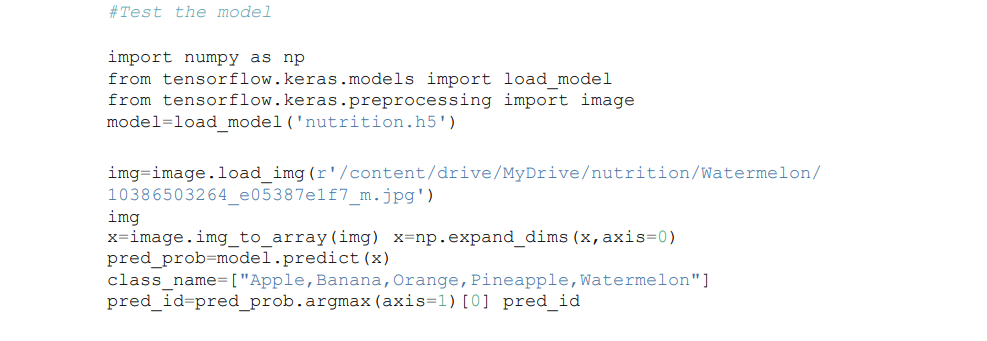 #Test the model
import numpy as np
from tensorflow.keras.models import load_model
from tensorflow.keras.preprocessing import image
model=load_model('nutrition.h5')
img=image.load_img(r'/content/drive/MyDrive/nutrition/Watermelon/
10386503264_e05387e1f7_m.jpg')
img
x=image.img_to_array(img) x=np.expand_dims(x,axis=0)
pred_prob=model.predict(x)
class_name=["Apple,Banana,Orange,Pineapple,Watermelon"]
pred_id=pred_prob.argmax(axis=1)[0] pred_id